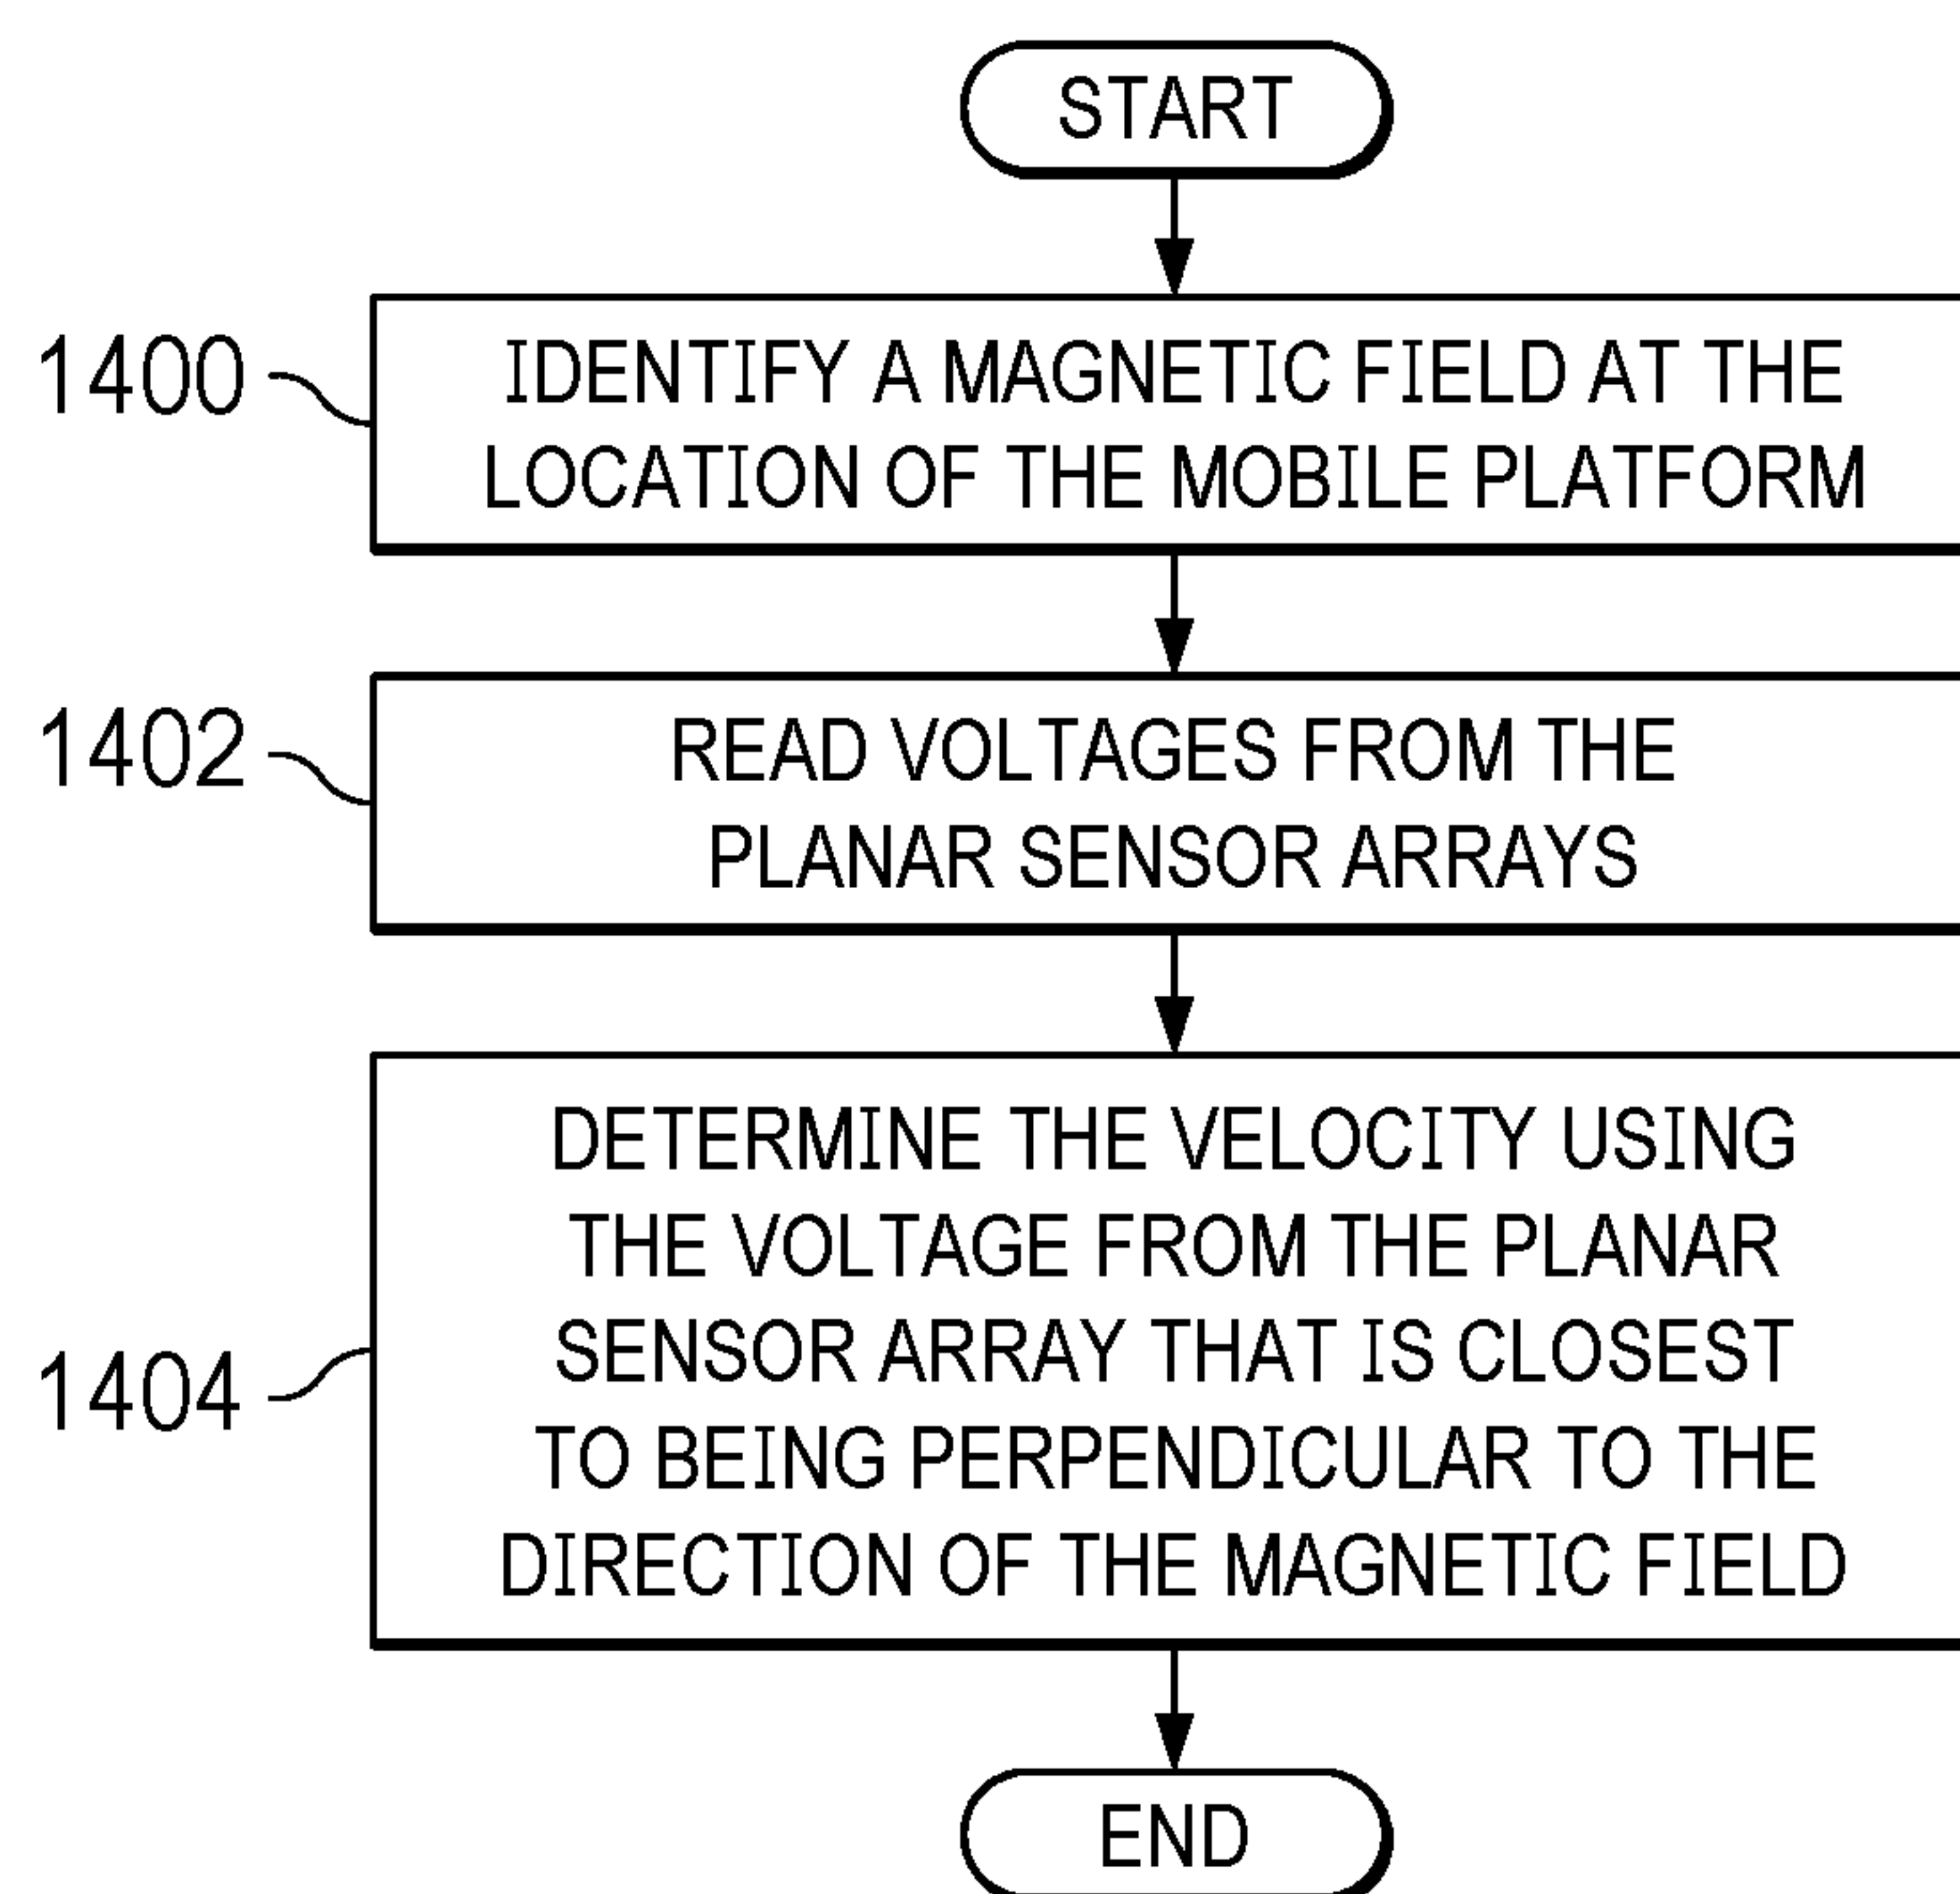 START
1400
IDENTIFY A MAGNETIC FIELD AT THE
LOCATION OF THE MOBILE PLATFORM
1402
READ VOLTAGES FROM THE
PLANAR SENSOR ARRAYS
1404
DETERMINE THE VELOCITY USING
THE VOLTAGE FROM THE PLANAR
SENSOR ARRAY THAT IS CLOSEST
TO BEING PERPENDICULAR TO THE
DIRECTION OF THE MAGNETIC FIELD
END